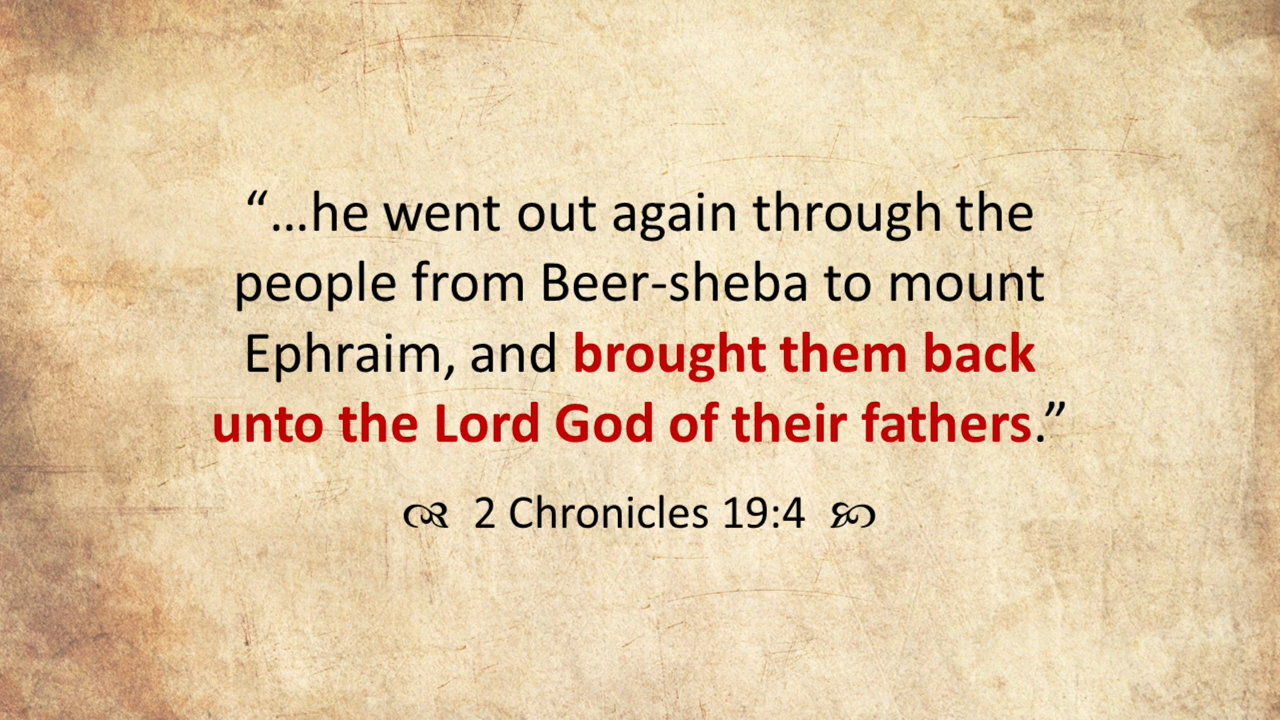 “…he went out again through the
people from Beer-sheba to mount
Ephraim, and brought them back
unto the Lord God of their fathers.”
2 Chronicles 19:4